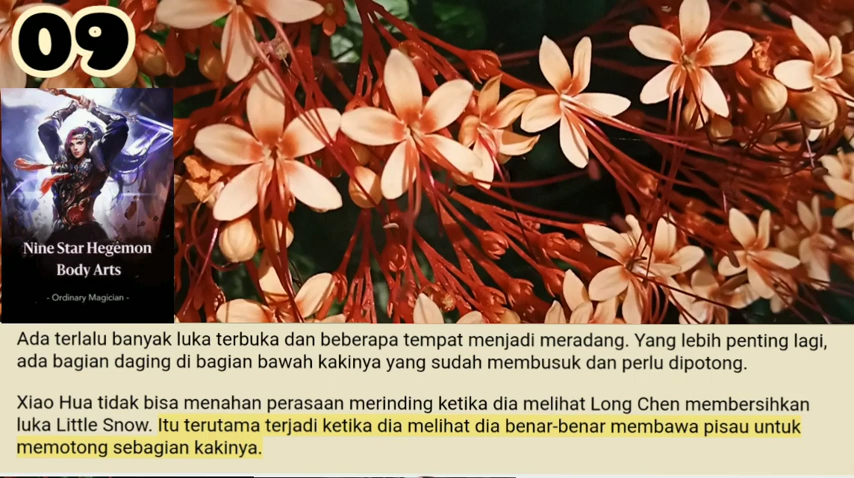 09
Nine Star Hegemon
Body Arts
- Ordinary Magician -
Ada terlalu banyak luka terbuka dan beberapa tempat menjadi meradang. Yang lebih penting lagi,
ada bagian daging di bagian bawah kakinya yang sudah membusuk dan perlu dipotong.
Xiao Hua tidak bisa menahan perasaan merinding ketika dia melihat Long Chen membersihkan
luka Little Snow. Itu terutama terjadi ketika dia melihat dia benar-benar membawa pisau untuk
memotong sebagian kakinya.